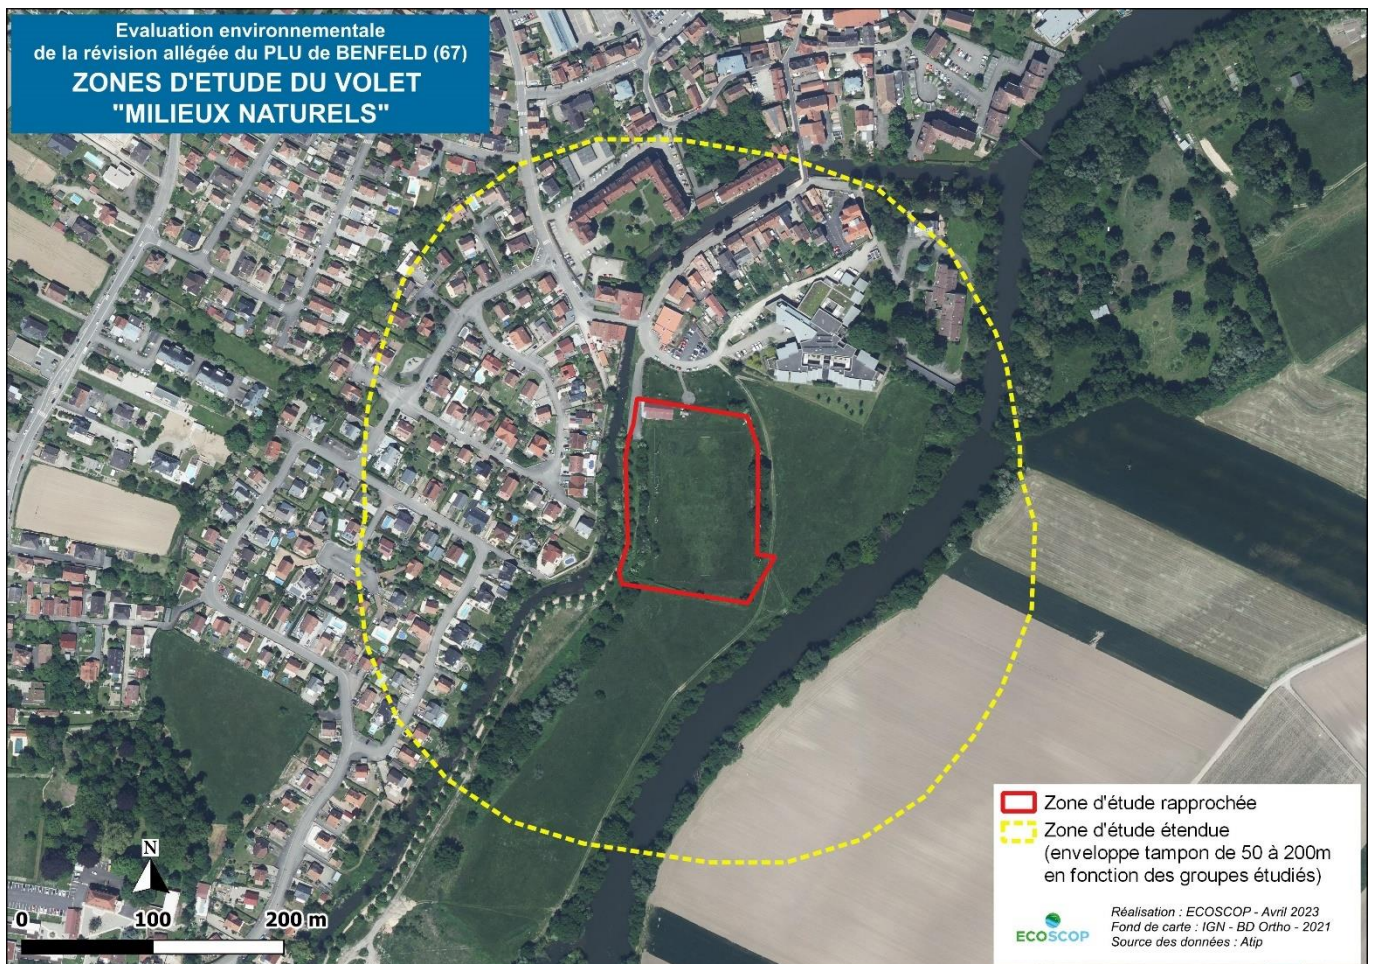 Evaluation environnementale
de la révision allégée du PLU de BENFELD (67)
ZONES D'ETUDE DU VOLET
"MILIEUX NATURELS"
Zone d'étude rapprochée
Zone d'étude étendue
(enveloppe tampon de 50 à 200m
en fonction des groupes étudiés)
N
0 100 200 m
ECOSCOP
Réalisation : ECOSCOP - Avril 2023
Fond de carte : IGN - BD Ortho - 2021
Source des données : Atip